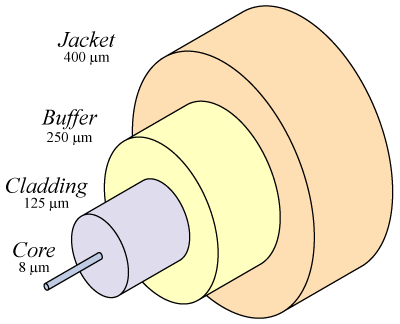 Jacket
400 μm
Buffer
250 μm
Cladding
125 μm
Core
8 μm